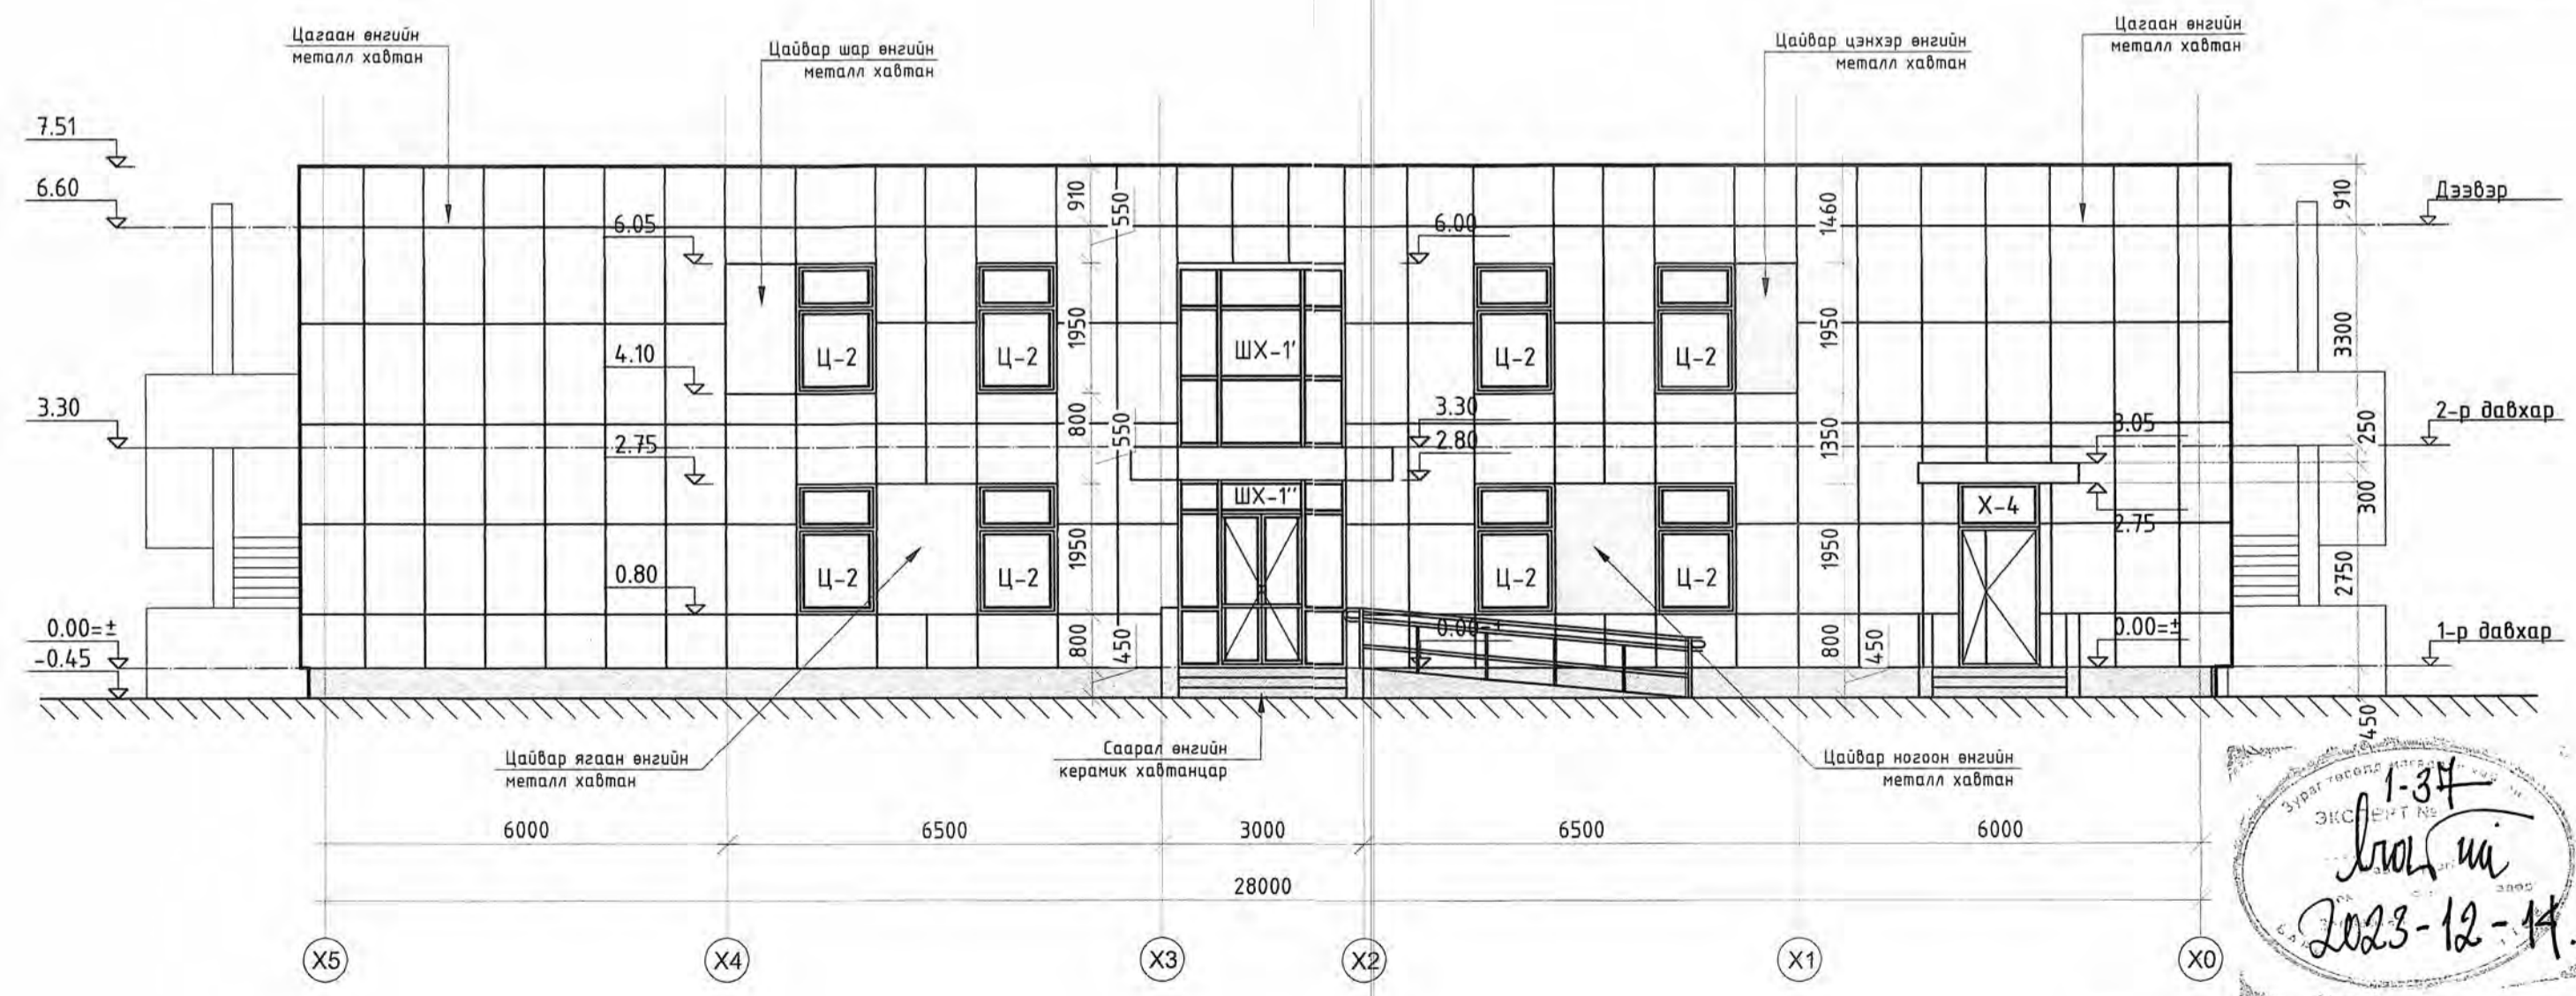 Цагаан өнгийн
металл хавтан
Цайвар шар өнгийн
металл хавтан
Цайвар цэнхэр өнгийн
металл хавтан
Цагаан өнгийн
металл хавтан
7.51
6.60
3.30
0.00=±
-0.45
6.05
4.10
2.75
0.80
910
550
1950
800
550
1950
800
450
6.00
3.30
2.80
0.00=±
1460
1950
1350
1950
800
450
3.05
2.75
0.00=±
910
3300
250
300
2750
450
Дээвэр
2-р давхар
1-р давхар
Ц-2
Ц-2
ШХ-1'
Ц-2
Ц-2
Ц-2
Ц-2
ШХ-1''
Ц-2
Ц-2
Х-4
Цайвар ягаан өнгийн
металл хавтан
Саарал өнгийн
керамик хавтанцар
Цайвар ногоон өнгийн
металл хавтан
6000
6500
3000
6500
6000
28000
X5
X4
X3
X2
X1
X0
Зураг төсөлд
1-37
ЭКСПЕРТ №
2023-12-14.